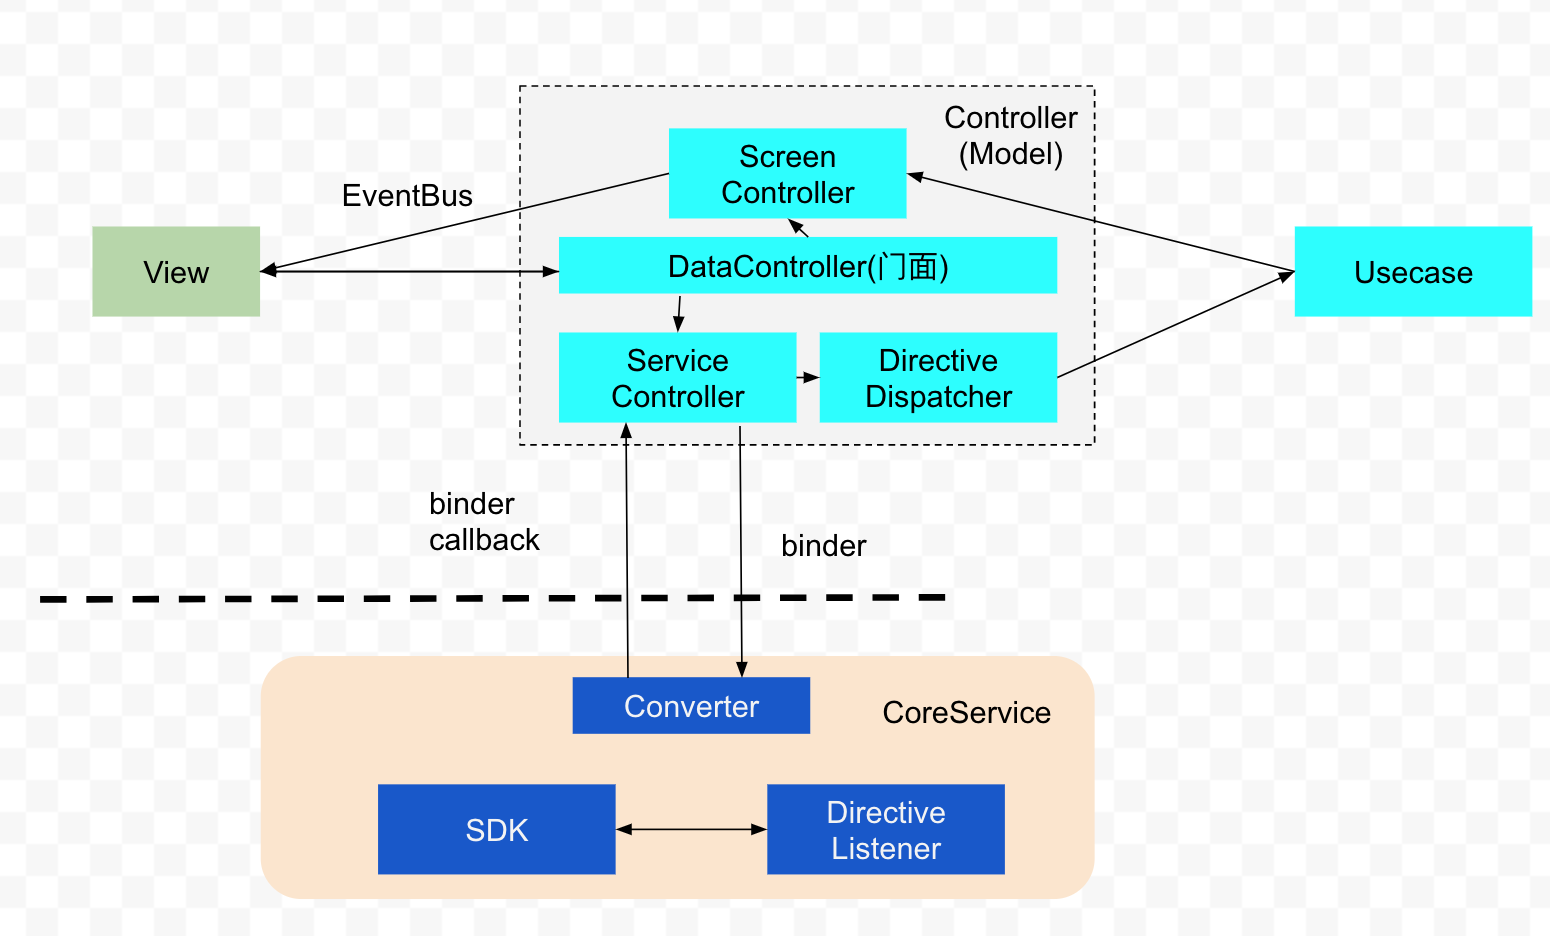 Controller
(Model)
Screen
Controller
EventBus
View
DataController(门面)
Usecase
Service
Controller
Directive
Dispatcher
binder
callback
binder
Converter
CoreService
SDK
Directive
Listener